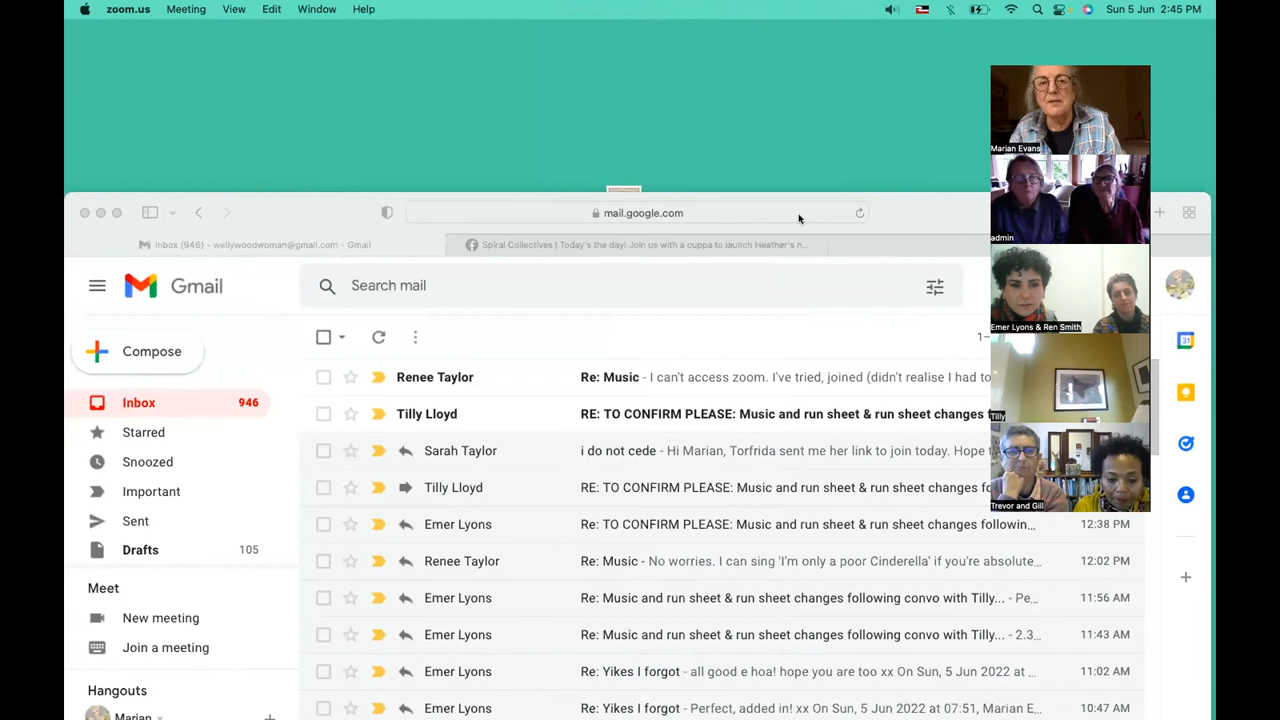 zoom.us Meeting View Edit Window Help Sun 5 Jun 2:45 PM
Marian Evans
admin
mail.google.com
Inbox (946) – wellywoodwoman@gmail.com · Gmail
Spiral Collectives | Today's the day! Join us with a cuppa to launch Heather's n...
Gmail
Search mail
Emer Lyons & Ren Smith
31
Compose
1–
Renee Taylor Re: Music - I can't access zoom. I've tried, joined (didn't realise I had to
Inbox 946
Tilly Lloyd RE: TO CONFIRM PLEASE: Music and run sheet & run sheet changes f
Tilly
Starred
Sarah Taylor i do not cede - Hi Marian, Torfrida sent me her link to join today. Hope
Snoozed
Tilly Lloyd RE: TO CONFIRM PLEASE: Music and run sheet & run sheet changes fo
Important
Trevor and Gill
Sent
Emer Lyons RE: TO CONFIRM PLEASE: Music and run sheet & run sheet changes followin... 12:38 PM
Drafts 105
Renee Taylor Re: Music - No worries. I can sing 'I'm only a poor Cinderella' if you're absolute... 12:02 PM
Meet
Emer Lyons Re: Music and run sheet & run sheet changes following convo with Tilly... - Pe... 11:56 AM
New meeting
Emer Lyons Re: Music and run sheet & run sheet changes following convo with Tilly... - 2.3... 11:43 AM
Join a meeting
Emer Lyons Re: Yikes I forgot - all good e hoa! hope you are too xx On Sun, 5 Jun 2022 at ... 11:02 AM
Hangouts
Emer Lyons Re: Yikes I forgot - Perfect, added in! xx On Sun, 5 Jun 2022 at 07:51, Marian E... 10:47 AM
Marian